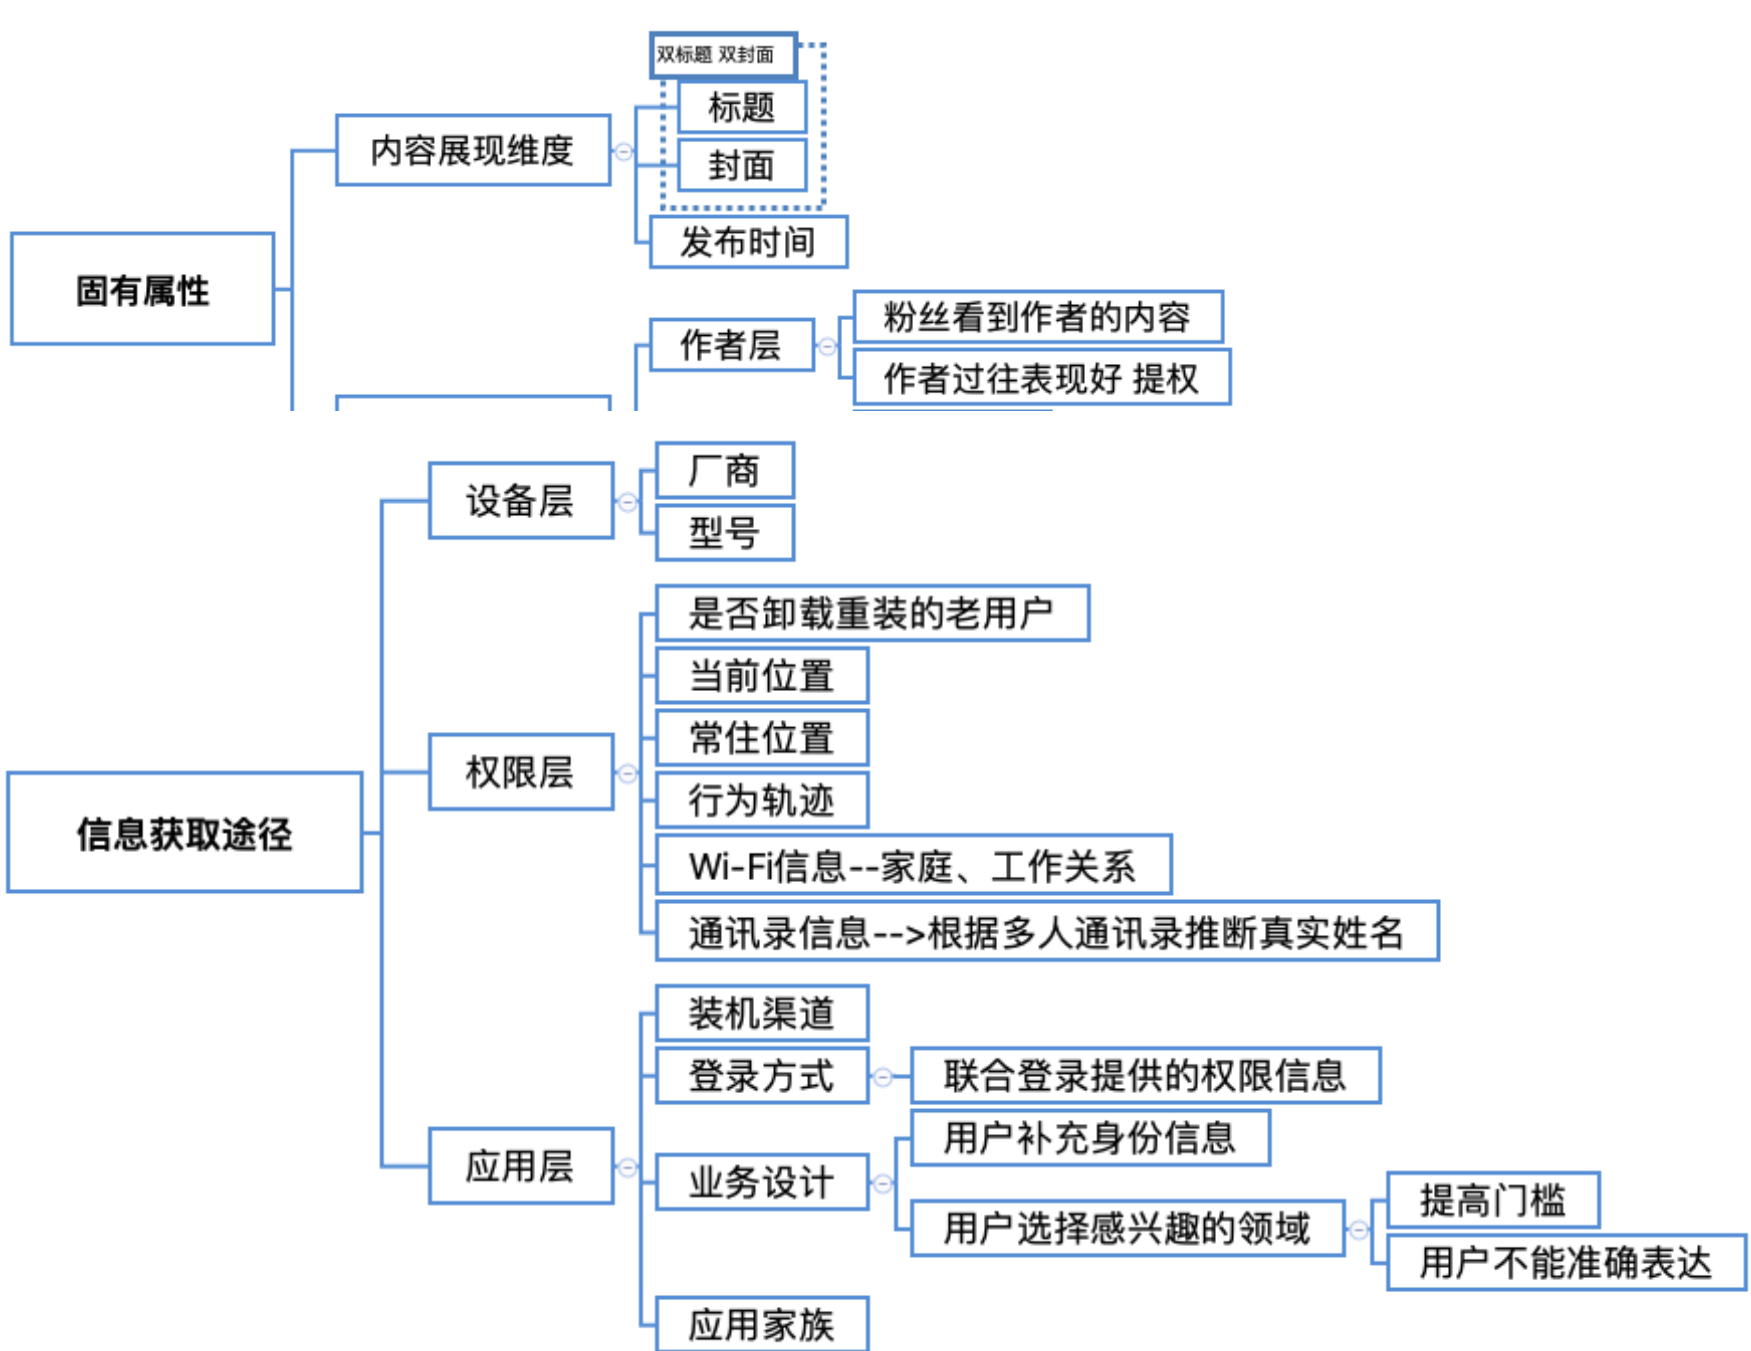 双标题 双封面
标题
内容展现维度
封面
发布时间
固有属性
粉丝看到作者的内容
作者层
作者过往表现好 提权
厂商
设备层
型号
是否卸载重装的老用户
当前位置
常住位置
权限层
行为轨迹
信息获取途径
Wi-Fi信息--家庭、工作关系
通讯录信息-->根据多人通讯录推断真实姓名
装机渠道
登录方式
联合登录提供的权限信息
用户补充身份信息
应用层
业务设计
提高门槛
用户选择感兴趣的领域
用户不能准确表达
应用家族